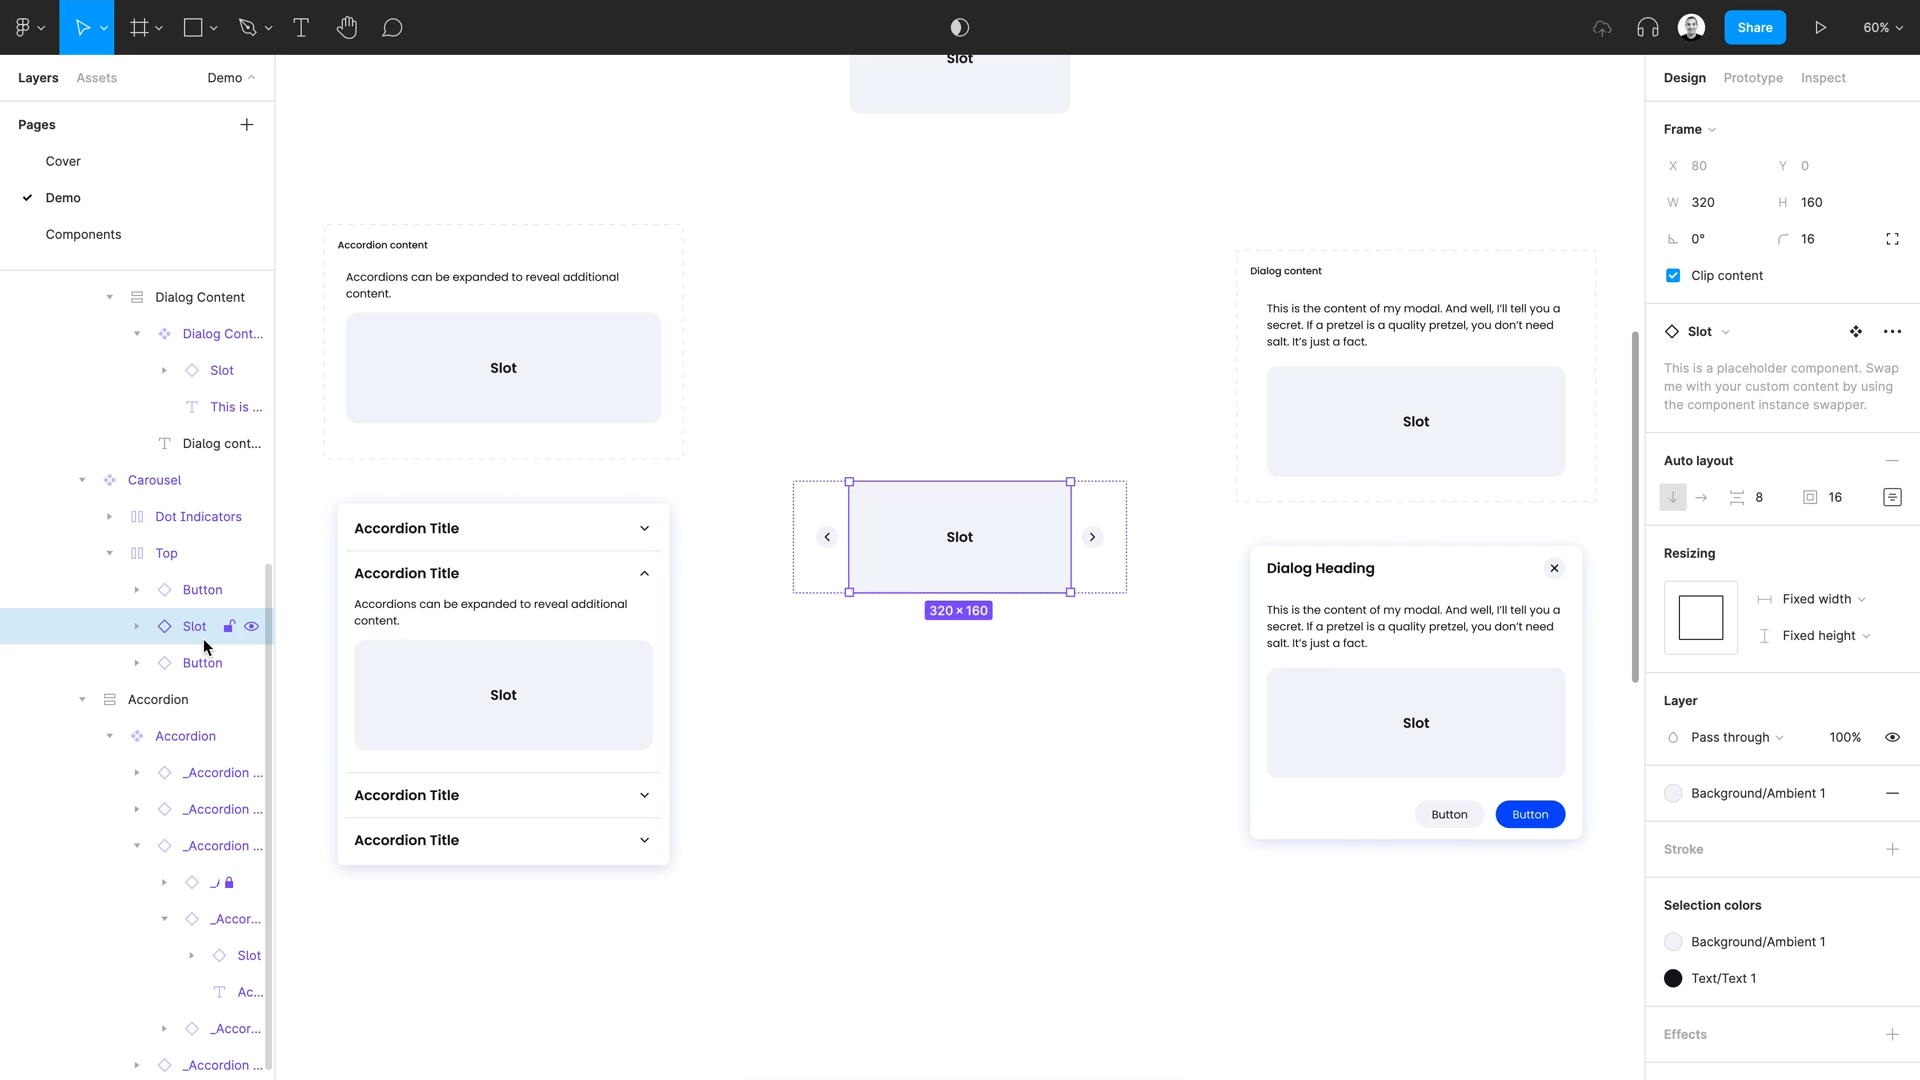 Share
60%
Layers
Assets
Demo
Pages
Cover
Demo
Components
Dialog Content
Dialog Cont...
Slot
This is ...
Dialog cont...
Carousel
Dot Indicators
Top
Button
Slot
Button
Accordion
Accordion
_Accordion ...
_Accordion ...
_Accordion ...
_Accor...
Slot
Ac...
_Accor...
_Accordion ...
Slot
Accordion content
Accordions can be expanded to reveal additional
content.
Slot
Accordion Title
Accordion Title
Accordions can be expanded to reveal additional
content.
Slot
Accordion Title
Accordion Title
Slot
320 × 160
Dialog content
This is the content of my modal. And well, I’ll tell you a
secret. If a pretzel is a quality pretzel, you don’t need
salt. It’s just a fact.
Slot
Dialog Heading
This is the content of my modal. And well, I’ll tell you a
secret. If a pretzel is a quality pretzel, you don’t need
salt. It’s just a fact.
Slot
Button
Button
Design
Prototype
Inspect
Frame
X 80
Y 0
W 320
H 160
0°
16
Clip content
Slot
This is a placeholder component. Swap
me with your custom content by using
the component instance swapper.
Auto layout
8
16
Resizing
Fixed width
Fixed height
Layer
Pass through
100%
Background/Ambient 1
Stroke
Selection colors
Background/Ambient 1
Text/Text 1
Effects